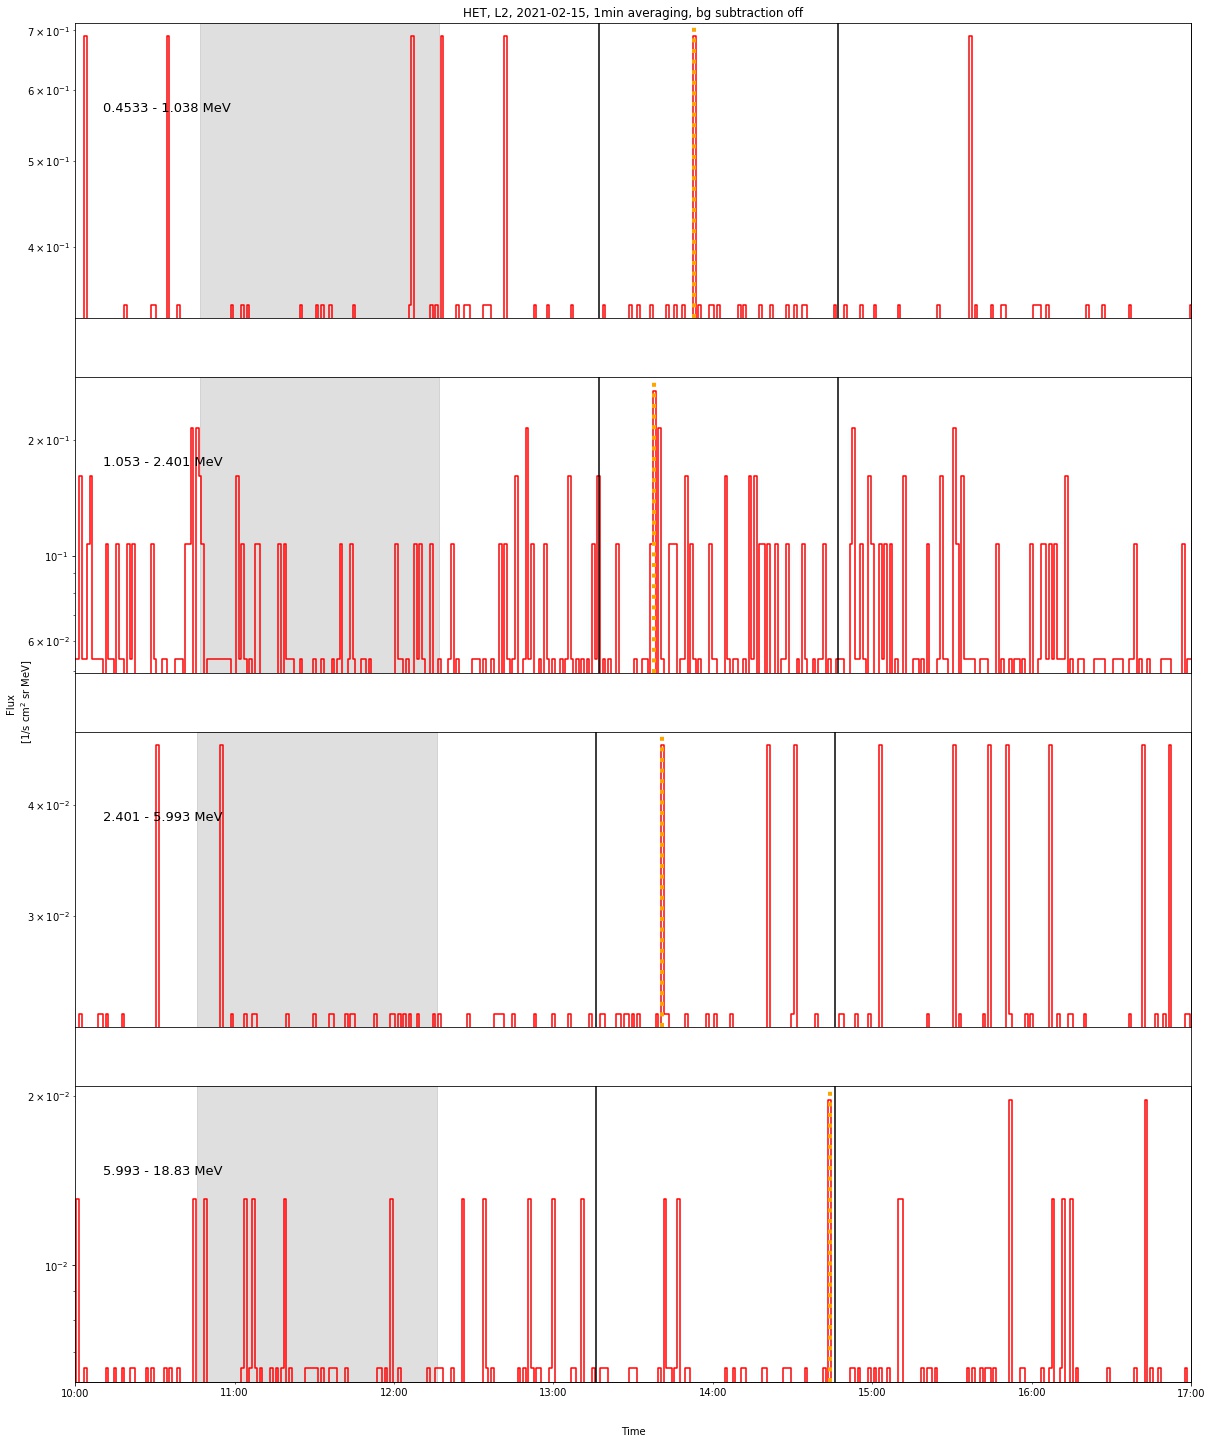 HET, L2, 2021-02-15, 1min averaging, bg subtraction off
7 × 10⁻¹
6 × 10⁻¹
0.4533 - 1.038 MeV
5 × 10⁻¹
4 × 10⁻¹
2 × 10⁻¹
1.053 - 2.401 MeV
10⁻¹
6 × 10⁻²
Flux
[1/s cm² sr MeV]
4 × 10⁻²
2.401 - 5.993 MeV
3 × 10⁻²
2 × 10⁻²
5.993 - 18.83 MeV
10⁻²
10:00 11:00 12:00 13:00 14:00 15:00 16:00 17:00
Time